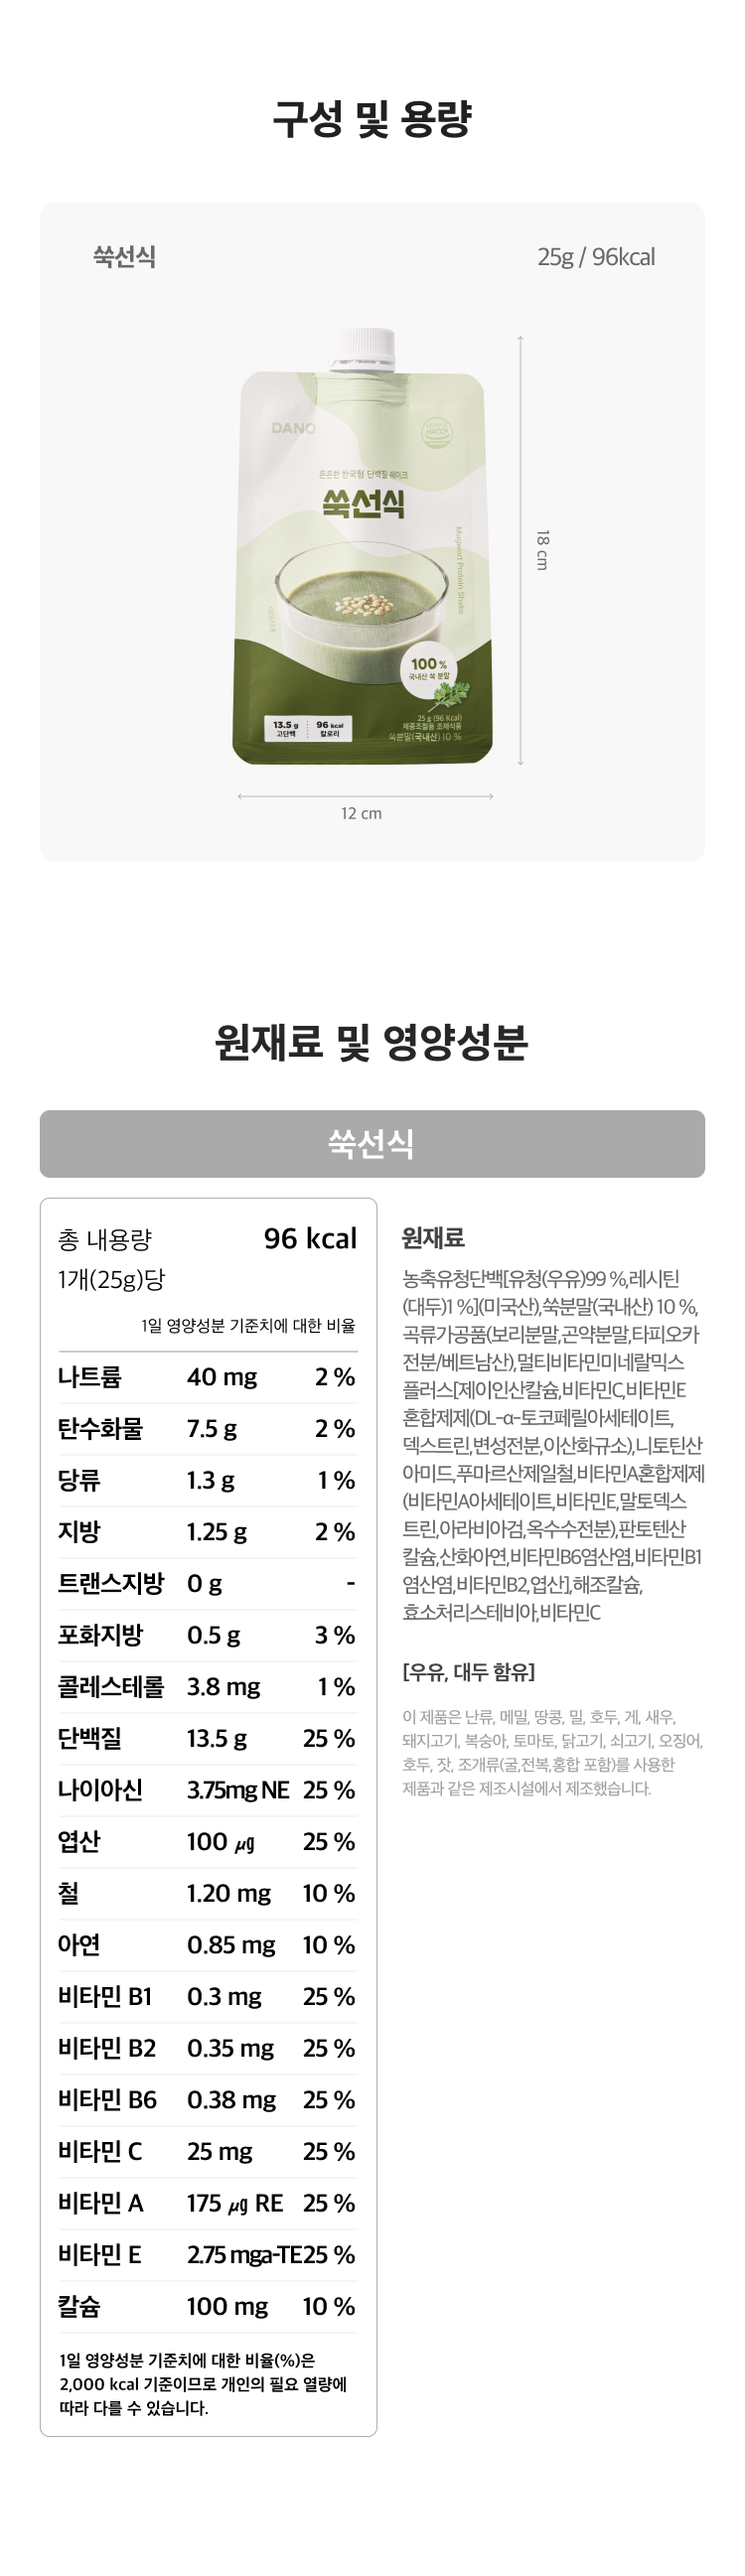 구성 및 용량
쑥선식
25g / 96kcal
DANO
HACCP
든든한 한국형 단백질 쉐이크
쑥선식
Mugwort Protein Shake
100 %
국내산 쑥 분말
13.5 g
고단백
96 kcal
칼로리
25 g (96 Kcal)
체중조절용 조제식품
쑥분말(국내산) 10 %
18 cm
12 cm
원재료 및 영양성분
쑥선식
총 내용량 96 kcal
1개(25g)당
1일 영양성분 기준치에 대한 비율
나트륨 40 mg 2 %
탄수화물 7.5 g 2 %
당류 1.3 g 1 %
지방 1.25 g 2 %
트랜스지방 0 g -
포화지방 0.5 g 3 %
콜레스테롤 3.8 mg 1 %
단백질 13.5 g 25 %
나이아신 3.75mg NE 25 %
엽산 100 ㎍ 25 %
철 1.20 mg 10 %
아연 0.85 mg 10 %
비타민 B1 0.3 mg 25 %
비타민 B2 0.35 mg 25 %
비타민 B6 0.38 mg 25 %
비타민 C 25 mg 25 %
비타민 A 175 ㎍ RE 25 %
비타민 E 2.75 mga-TE 25 %
칼슘 100 mg 10 %
1일 영양성분 기준치에 대한 비율(%)은
2,000 kcal 기준이므로 개인의 필요 열량에
따라 다를 수 있습니다.
원재료
농축유청단백[유청(우유)99 %,레시틴
(대두)1 %](미국산),쑥분말(국내산) 10 %,
곡류가공품(보리분말,곤약분말,타피오카
전분/베트남산),멀티비타민미네랄믹스
플러스[제이인산칼슘,비타민C,비타민E
혼합제제(DL-α-토코페릴아세테이트,
덱스트린,변성전분,이산화규소),니토틴산
아미드,푸마르산제일철,비타민A혼합제제
(비타민A아세테이트,비타민E,말토덱스
트린,아라비아검,옥수수전분),판토텐산
칼슘,산화아연,비타민B6염산염,비타민B1
염산염,비타민B2,엽산],해조칼슘,
효소처리스테비아,비타민C
[우유, 대두 함유]
이 제품은 난류, 메밀, 땅콩, 밀, 호두, 게, 새우,
돼지고기, 복숭아, 토마토, 닭고기, 쇠고기, 오징어,
호두, 잣, 조개류(굴,전복,홍합 포함)를 사용한
제품과 같은 제조시설에서 제조했습니다.